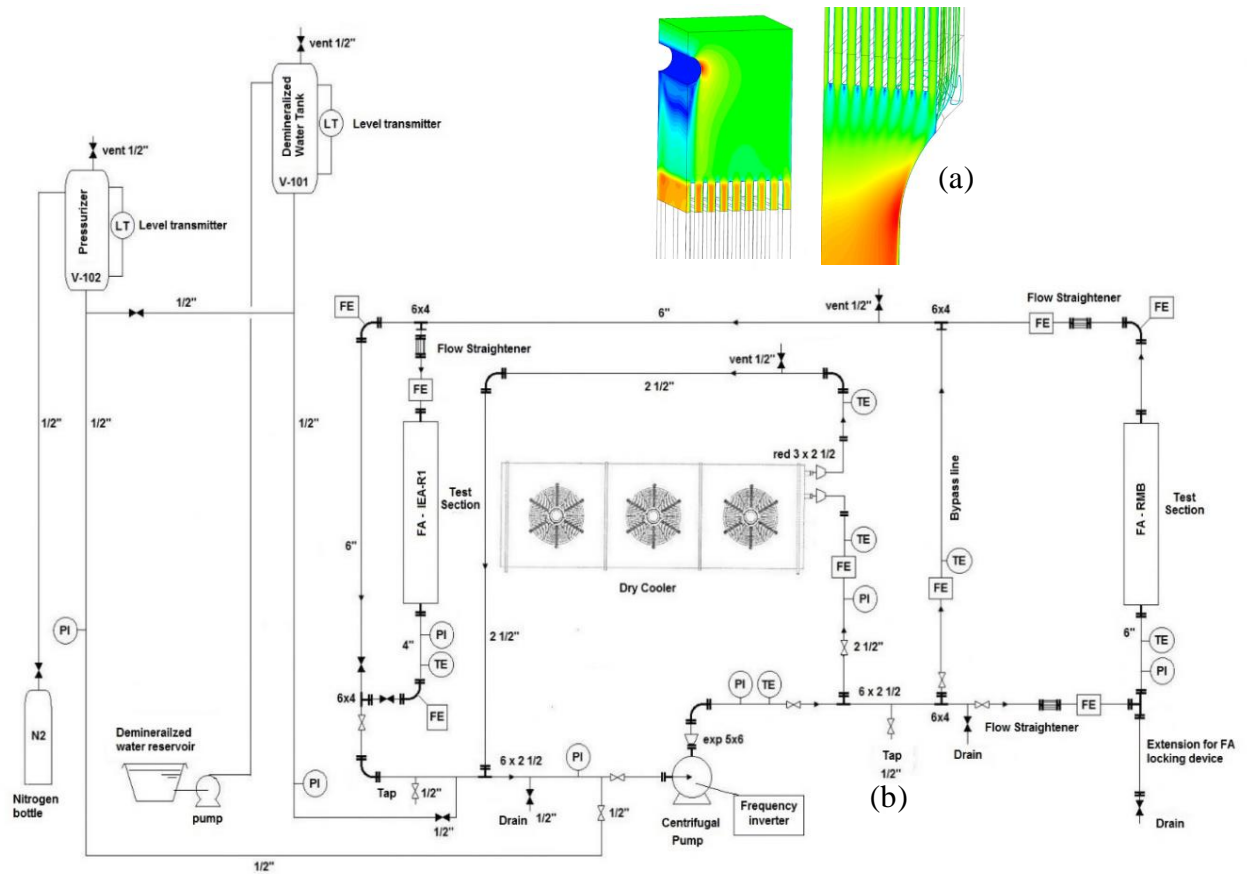 vent 1/2"
Demineralized
Water Tank
V-101
LT
Level transmitter
vent 1/2"
Pressurizer
V-102
LT
Level transmitter
(a)
1/2"
1/2"
1/2"
1/2"
FE
6x4
6"
vent 1/2"
6x4
Flow Straightener
FE
FE
Flow Straightener
FE
vent 1/2"
2 1/2"
TE
red 3 x 2 1/2
FA - IEA-R1
Test
Section
Dry Cooler
TE
FE
PI
Bypass line
TE
FE
FA - RMB
Test
Section
6"
4"
PI
TE
2 1/2"
2 1/2"
6"
TE
PI
PI
6x4
FE
PI
TE
6 x 2 1/2
6x4
FE
Flow Straightener
exp 5x6
N2
Nitrogen
bottle
Demineilzed
water reservoir
pump
PI
Tap
1/2"
6 x 2 1/2
PI
1/2"
Drain
1/2"
1/2"
Centrifugal
Pump
Frequency
inverter
Tap
1/2"
Drain
(b)
Extension for FA
locking device
Drain
1/2"